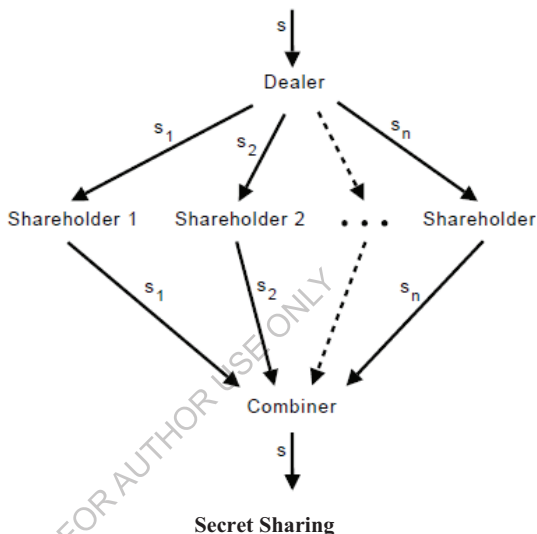 s
Dealer
s1
s2
sn
Shareholder 1
Shareholder 2
• • •
Shareholder
s1
s2
sn
Combiner
s
FOR AUTHOR USE ONLY
Secret Sharing